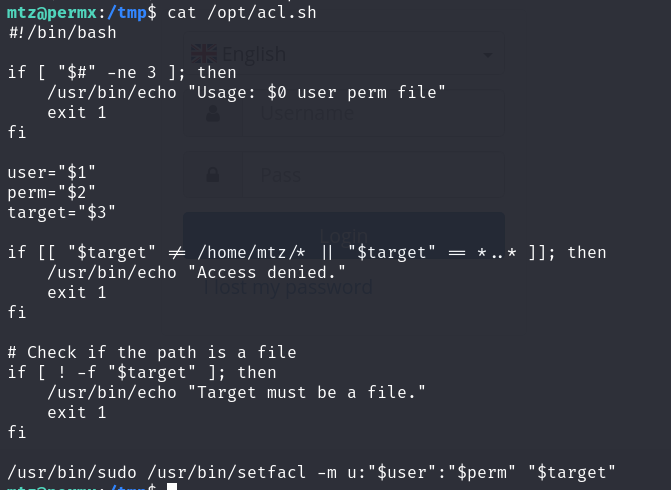 mtz@permx:/tmp$ cat /opt/acl.sh
#!/bin/bash
English
if [ "$#" -ne 3 ]; then
    /usr/bin/echo "Usage: $0 user perm file"
    exit 1
Username
fi
user="$1"
Pass
perm="$2"
target="$3"
Login
if [[ "$target" != /home/mtz/* || "$target" == *..* ]]; then
    /usr/bin/echo "Access denied."
    exit 1
I lost my password
fi
# Check if the path is a file
if [ ! -f "$target" ]; then
    /usr/bin/echo "Target must be a file."
    exit 1
fi
/usr/bin/sudo /usr/bin/setfacl -m u:"$user":"$perm" "$target"
mtz@permx:/tmp$